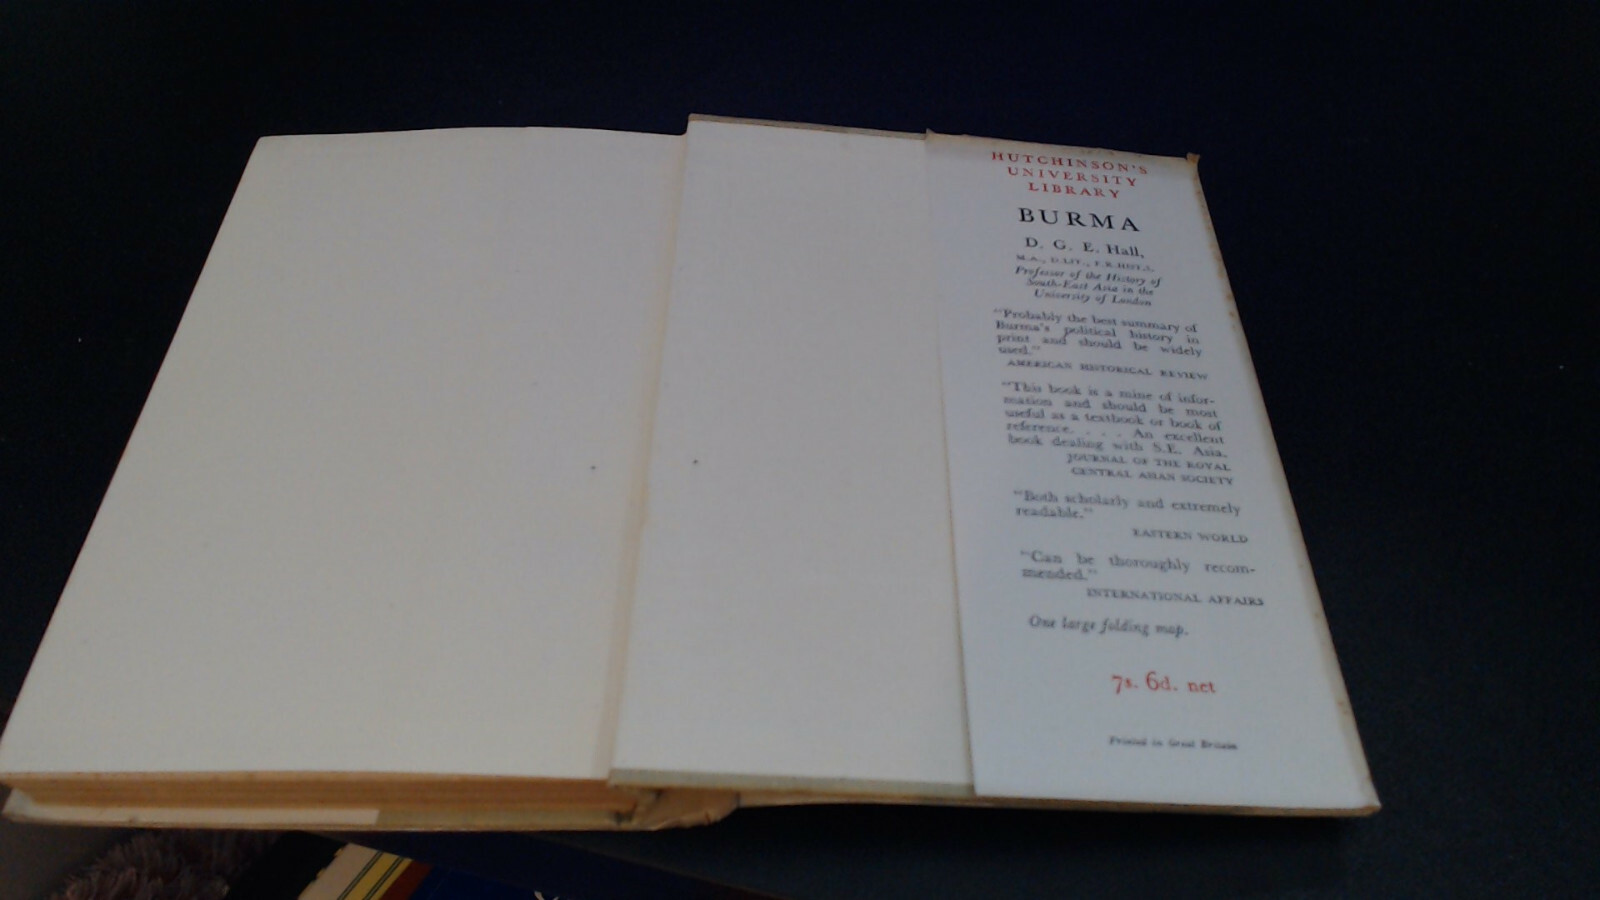 HUTCHINSON'S
UNIVERSITY
LIBRARY
BURMA
D. G. E. Hall,
M.A., D.LIT., F.R.HIST.S.
Professor of the History of
South-East Asia in the
University of London
"Probably the best summary of
Burma's political history in
print and should be widely
used."
AMERICAN HISTORICAL REVIEW
"This book is a mine of infor-
mation and should be most
useful as a textbook or book of
reference. . . . An excellent
book dealing with S.E. Asia.
JOURNAL OF THE ROYAL
CENTRAL ASIAN SOCIETY
"Both scholarly and extremely
readable."
EASTERN WORLD
"Can be thoroughly recom-
mended."
INTERNATIONAL AFFAIRS
One large folding map.
7s. 6d. net
Printed in Great Britain